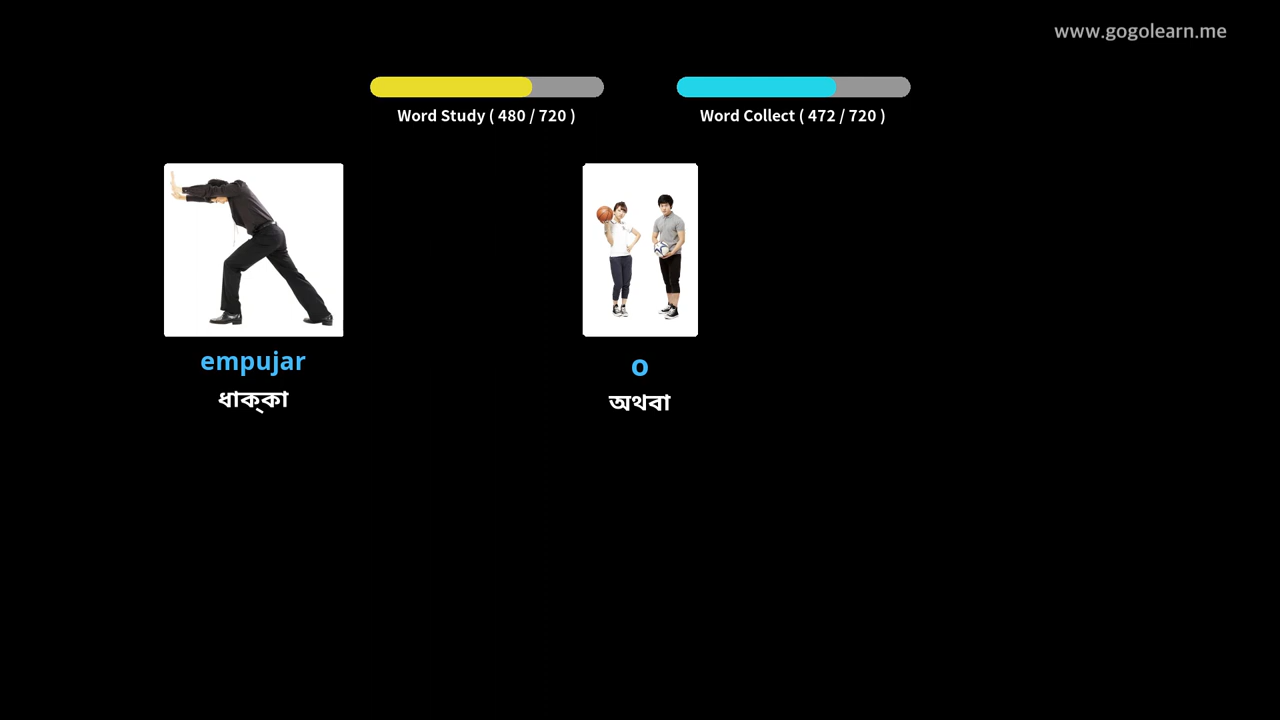 www.gogolearn.me
Word Study ( 480 / 720 )
Word Collect ( 472 / 720 )
empujar
ধাক্কা
o
অথবা